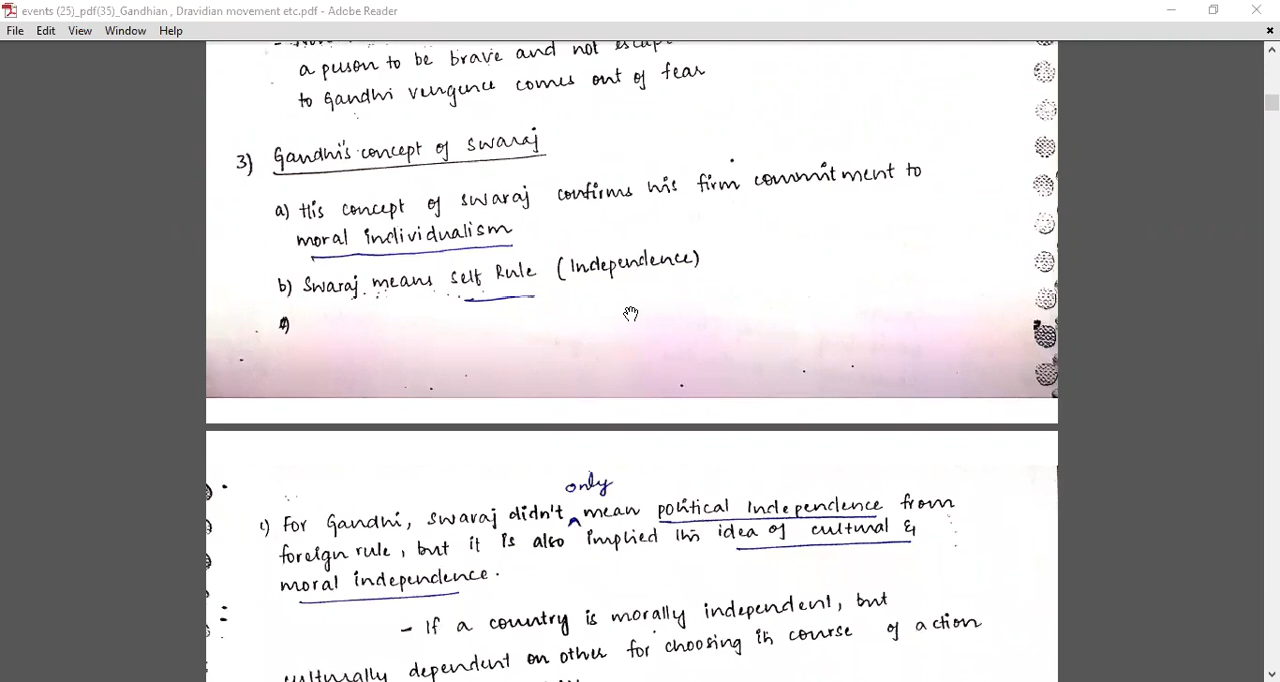 events (25)_pdf(35)_Gandhian , Dravidian movement etc.pdf - Adobe Reader
File Edit View Window Help
a person to be brave and not escape
to Gandhi vengence comes out of fear
3) Gandhi's concept of swaraj
a) His concept of swaraj confirms his firm commitment to
moral individualism
b) Swaraj means self Rule (Independence)
only
c) For Gandhi, swaraj didn't ^ mean political Independence from
foreign rule, but it is also implied this idea of cultural &
moral independence.
- If a country is morally independent, but
culturally dependent on other for choosing its course of action